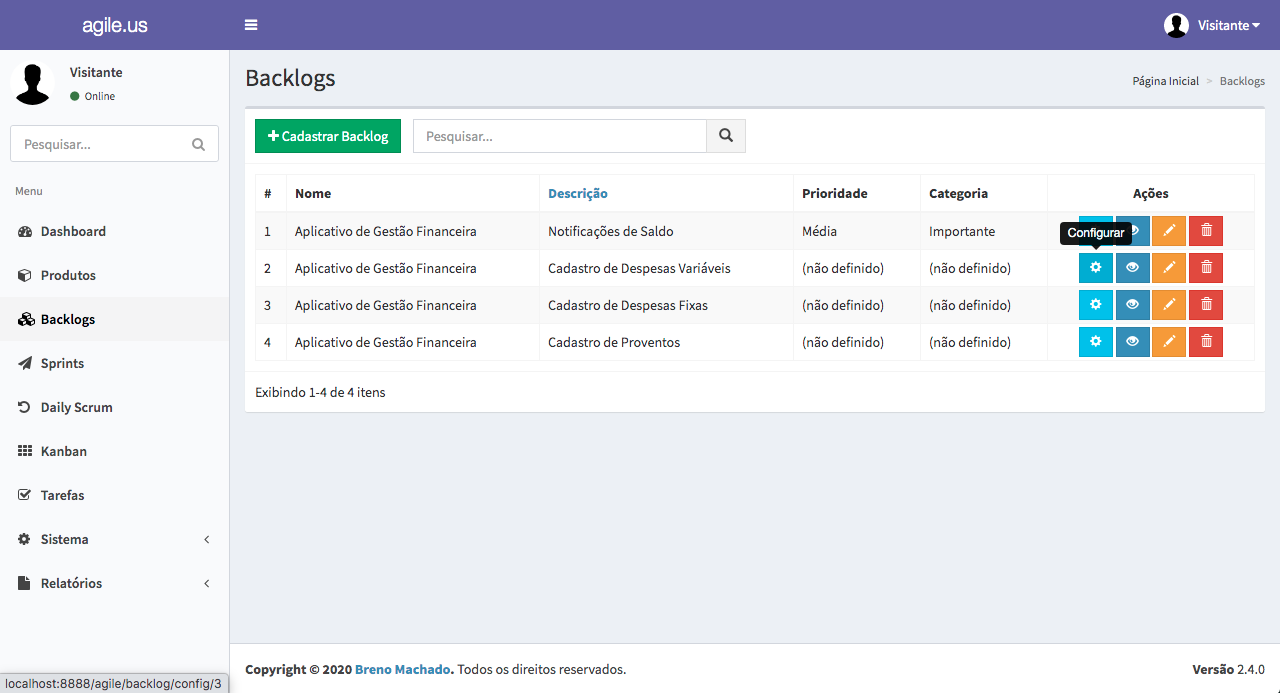 agile.us
Visitante
Visitante
Online
Pesquisar...
Menu
Dashboard
Produtos
Backlogs
Sprints
Daily Scrum
Kanban
Tarefas
Sistema
Relatórios
Backlogs
Página Inicial > Backlogs
Cadastrar Backlog
Pesquisar...
# Nome Descrição Prioridade Categoria Ações
1 Aplicativo de Gestão Financeira Notificações de Saldo Média Importante
Configurar
2 Aplicativo de Gestão Financeira Cadastro de Despesas Variáveis (não definido) (não definido)
3 Aplicativo de Gestão Financeira Cadastro de Despesas Fixas (não definido) (não definido)
4 Aplicativo de Gestão Financeira Cadastro de Proventos (não definido) (não definido)
Exibindo 1-4 de 4 itens
Copyright © 2020 Breno Machado. Todos os direitos reservados.
Versão 2.4.0
localhost:8888/agile/backlog/config/3